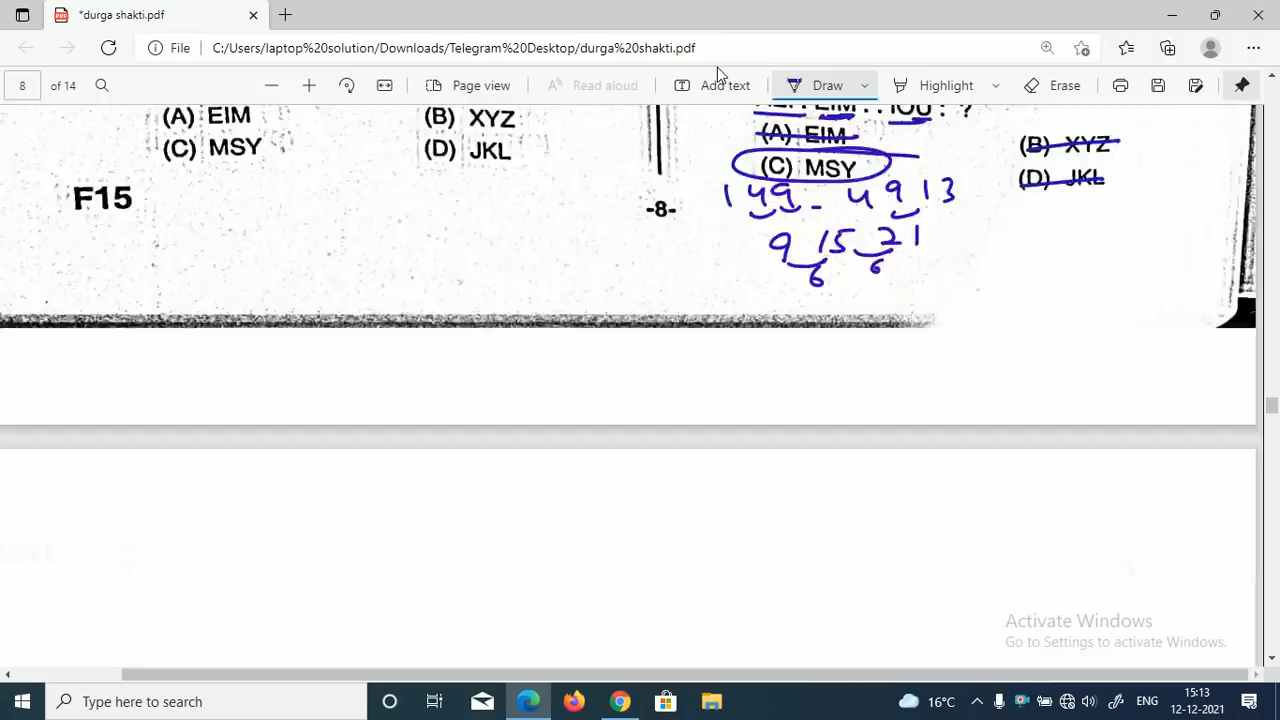 *durga shakti.pdf
File C:/Users/laptop%20solution/Downloads/Telegram%20Desktop/durga%20shakti.pdf
8 of 14 Page view Read aloud Add text Draw Highlight Erase
(A) EIM (B) XYZ
(C) MSY (D) JKL
F15
-8-
EIM : : IOU : ?
(A) EIM (B) XYZ
(C) MSY (D) JKL
1 4 9 - 4 9 13
9 15 21
6 6
Activate Windows
Go to Settings to activate Windows.
Type here to search
16°C ENG 15:13
12-12-2021